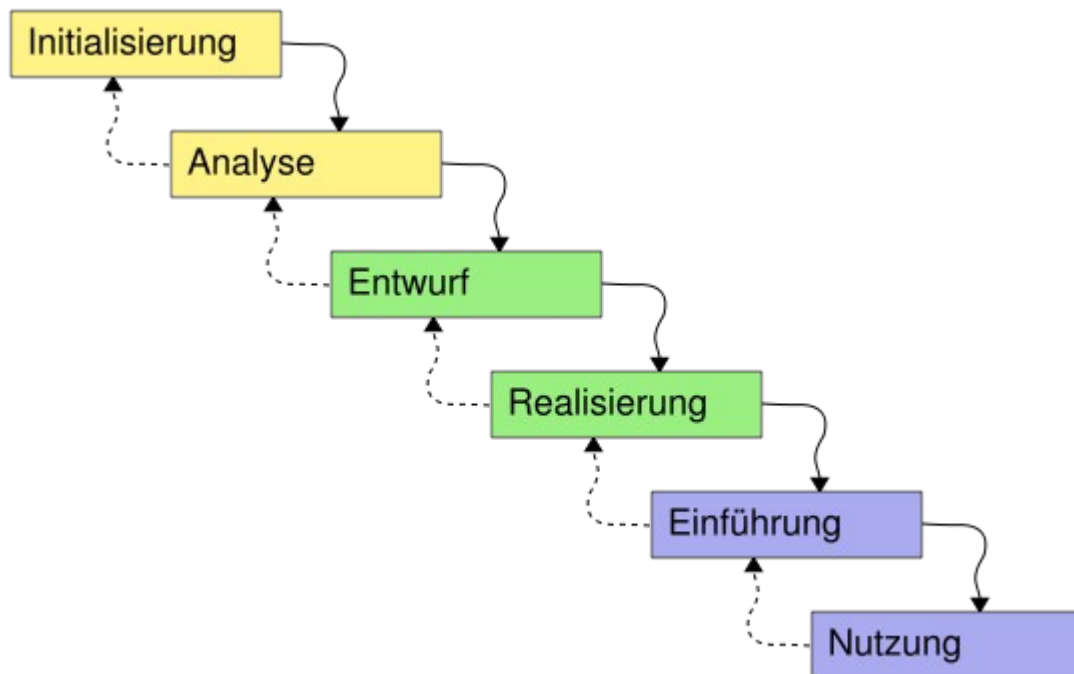 Initialisierung
Analyse
Entwurf
Realisierung
Einführung
Nutzung